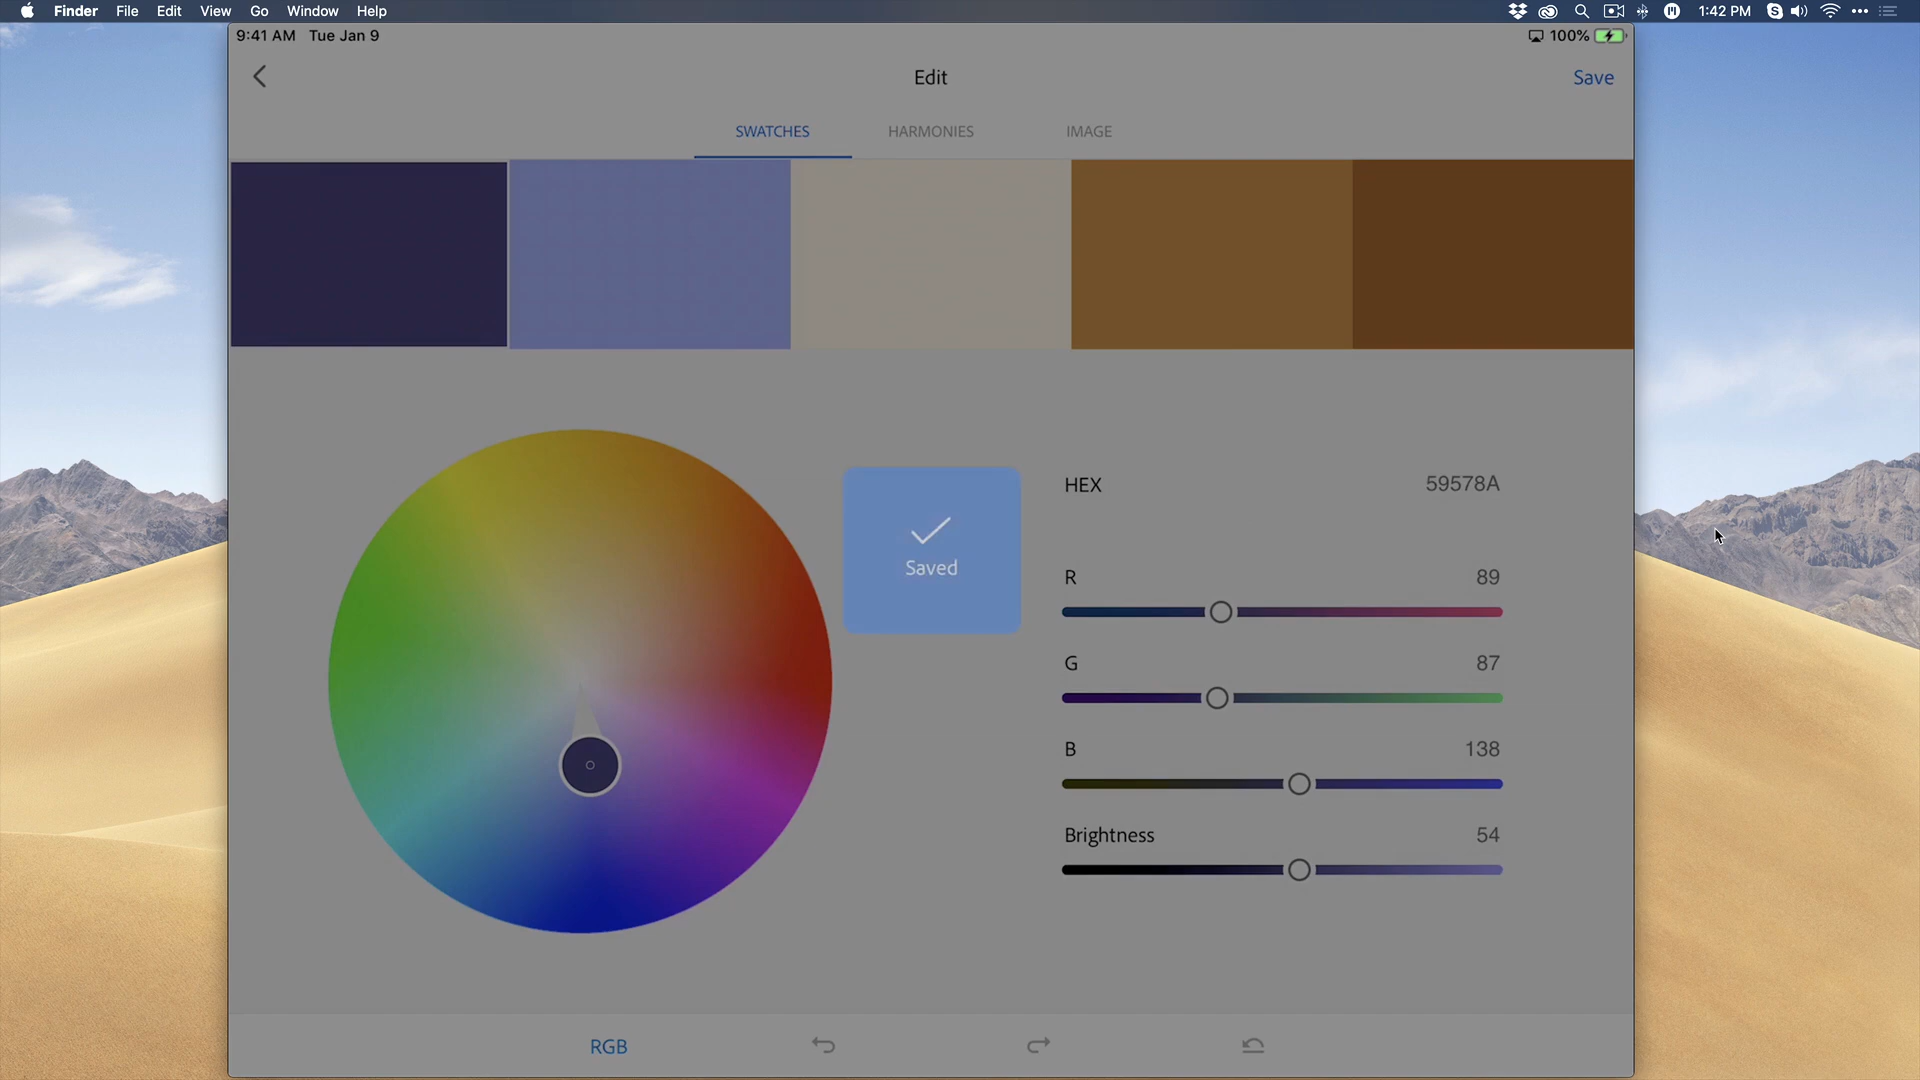 Finder File Edit View Go Window Help 1:42 PM
9:41 AM Tue Jan 9 100%
Edit Save
SWATCHES HARMONIES IMAGE
Saved
HEX 59578A
R 89
G 87
B 138
Brightness 54
RGB